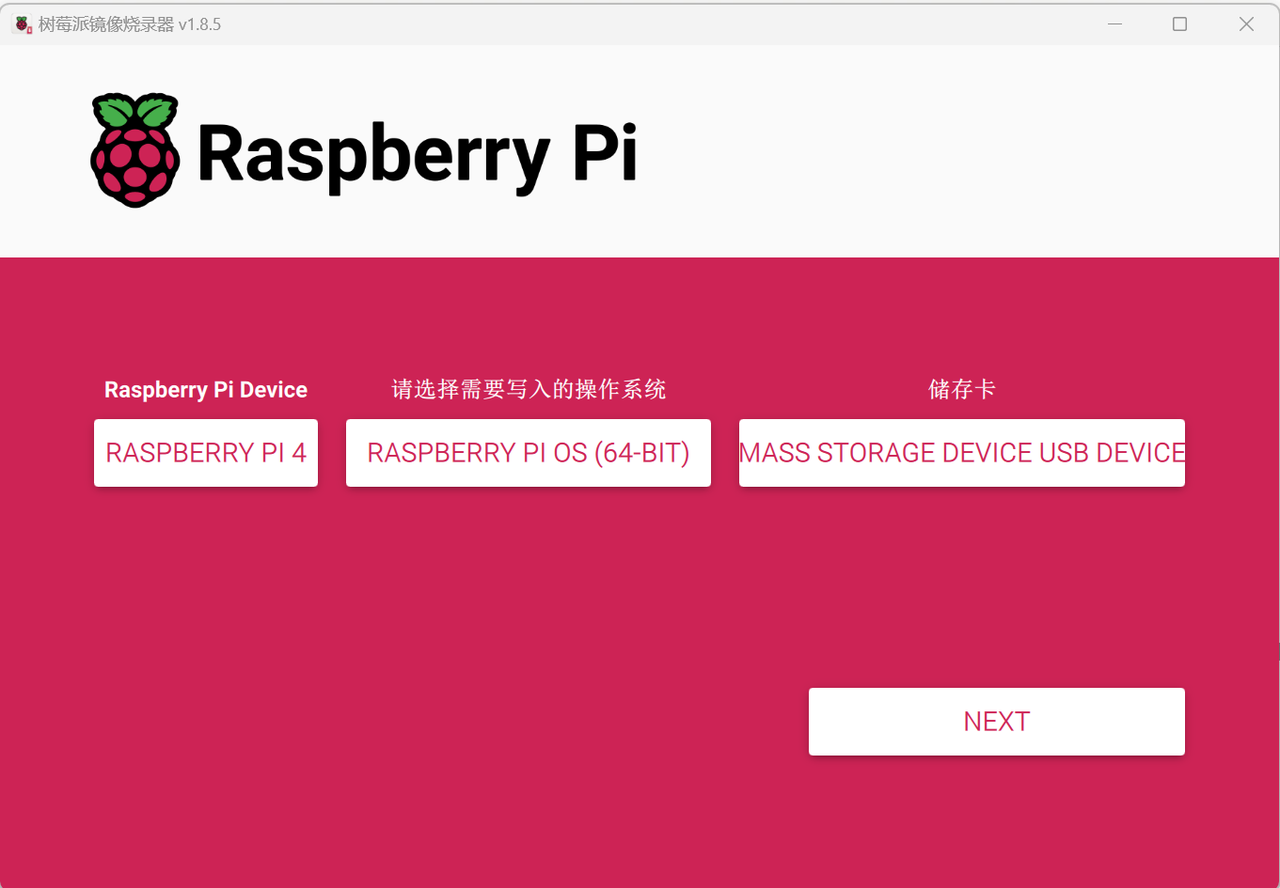 树莓派镜像烧录器 v1.8.5
Raspberry Pi
Raspberry Pi Device
请选择需要写入的操作系统
储存卡
RASPBERRY PI 4
RASPBERRY PI OS (64-BIT)
MASS STORAGE DEVICE USB DEVICE
NEXT